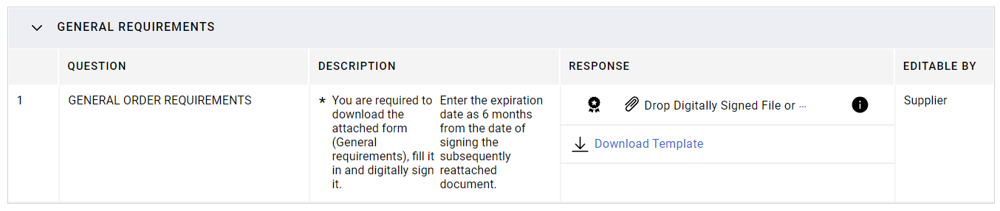 GENERAL REQUIREMENTS
QUESTION
DESCRIPTION
RESPONSE
EDITABLE BY
1
GENERAL ORDER REQUIREMENTS
* You are required to
download the
attached form
(General
requirements), fill it
in and digitally sign
it.
Enter the expiration
date as 6 months
from the date of
signing the
subsequently
reattached
document.
Drop Digitally Signed File or ...
Download Template
Supplier